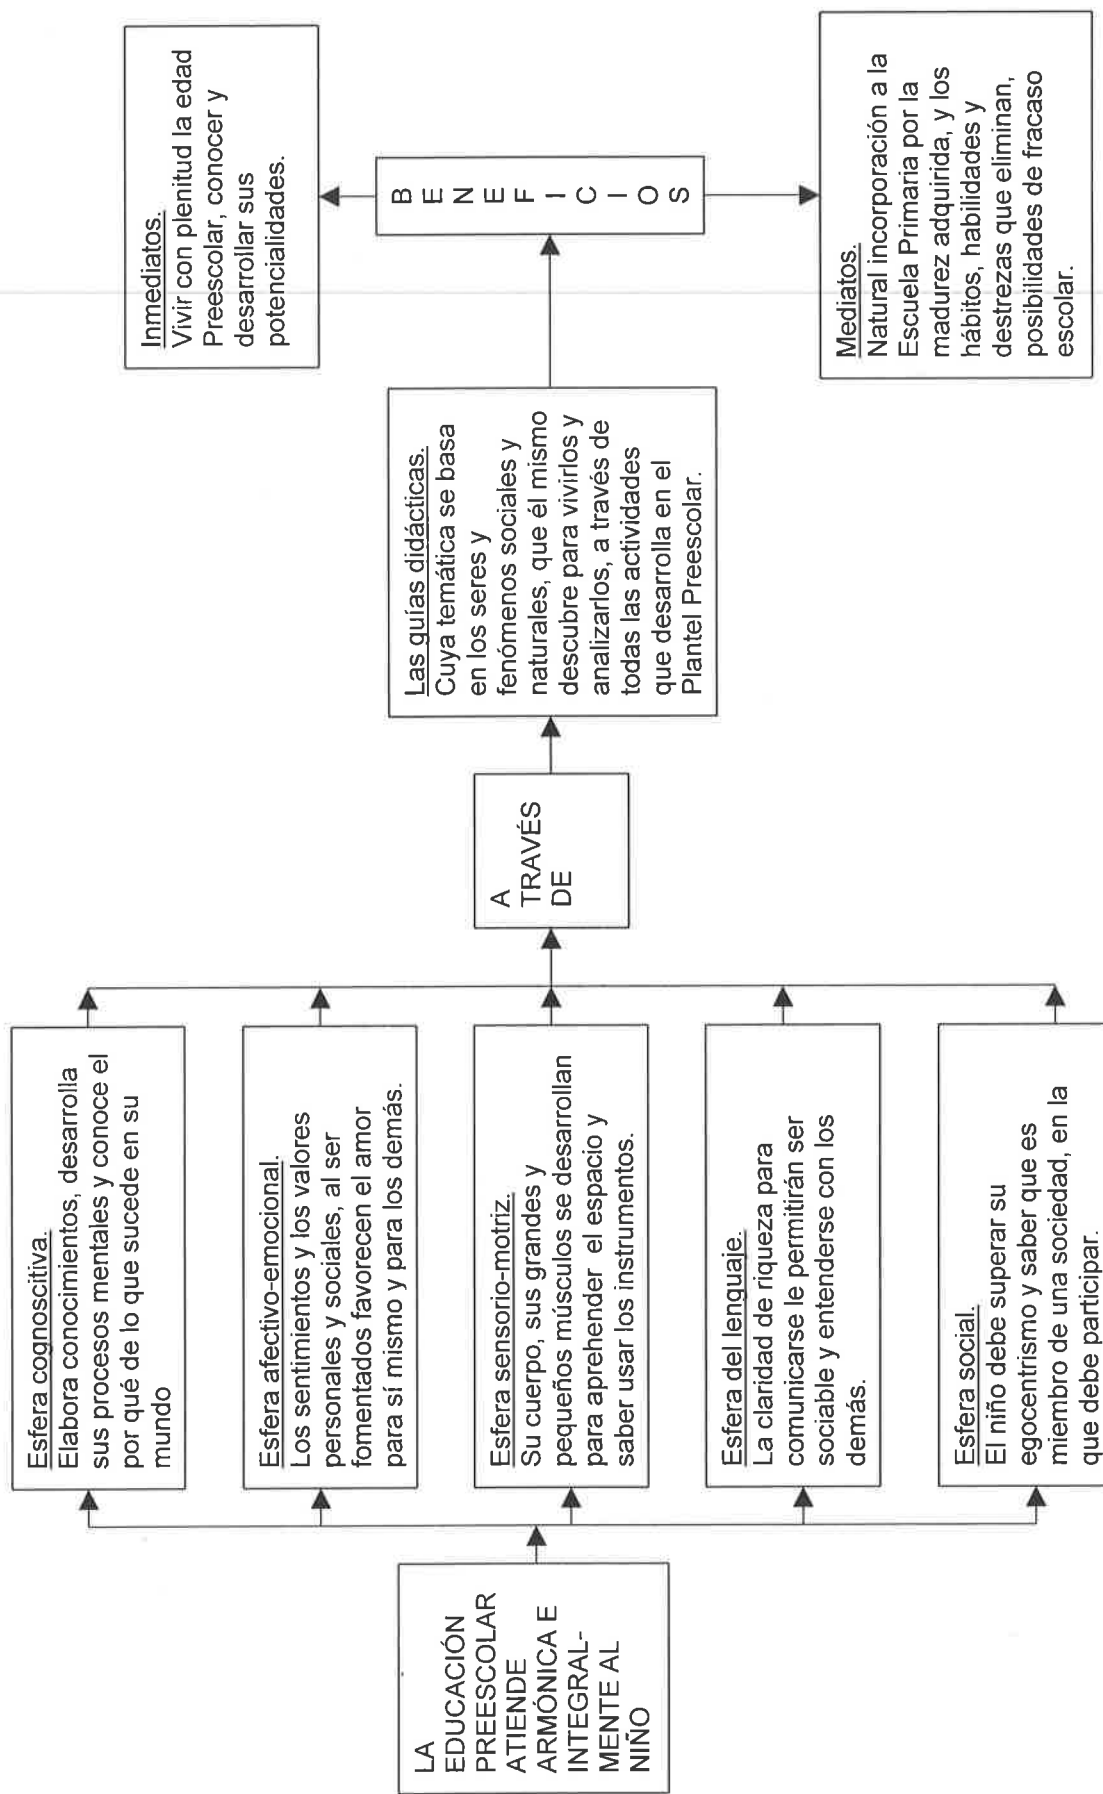 LA
EDUCACIÓN
PREESCOLAR
ATIENDE
ARMÓNICA E
INTEGRAL-
MENTE AL
NIÑO
Esfera cognoscitiva.
Elabora conocimientos, desarrolla
sus procesos mentales y conoce el
por qué de lo que sucede en su
mundo
Esfera afectivo-emocional.
Los sentimientos y los valores
personales y sociales, al ser
fomentados favorecen el amor
para sí mismo y para los demás.
Esfera sensorio-motriz.
Su cuerpo, sus grandes y
pequeños músculos se desarrollan
para aprehender el espacio y
saber usar los instrumentos.
Esfera del lenguaje.
La claridad de riqueza para
comunicarse le permitirán ser
sociable y entenderse con los
demás.
Esfera social.
El niño debe superar su
egocentrismo y saber que es
miembro de una sociedad, en la
que debe participar.
A
TRAVÉS
DE
Las guías didácticas.
Cuya temática se basa
en los seres y
fenómenos sociales y
naturales, que él mismo
descubre para vivirlos y
analizarlos, a través de
todas las actividades
que desarrolla en el
Plantel Preescolar.
B
E
N
E
F
I
C
I
O
S
Inmediatos.
Vivir con plenitud la edad
Preescolar, conocer y
desarrollar sus
potencialidades.
Mediatos.
Natural incorporación a la
Escuela Primaria por la
madurez adquirida, y los
hábitos, habilidades y
destrezas que eliminan,
posibilidades de fracaso
escolar.